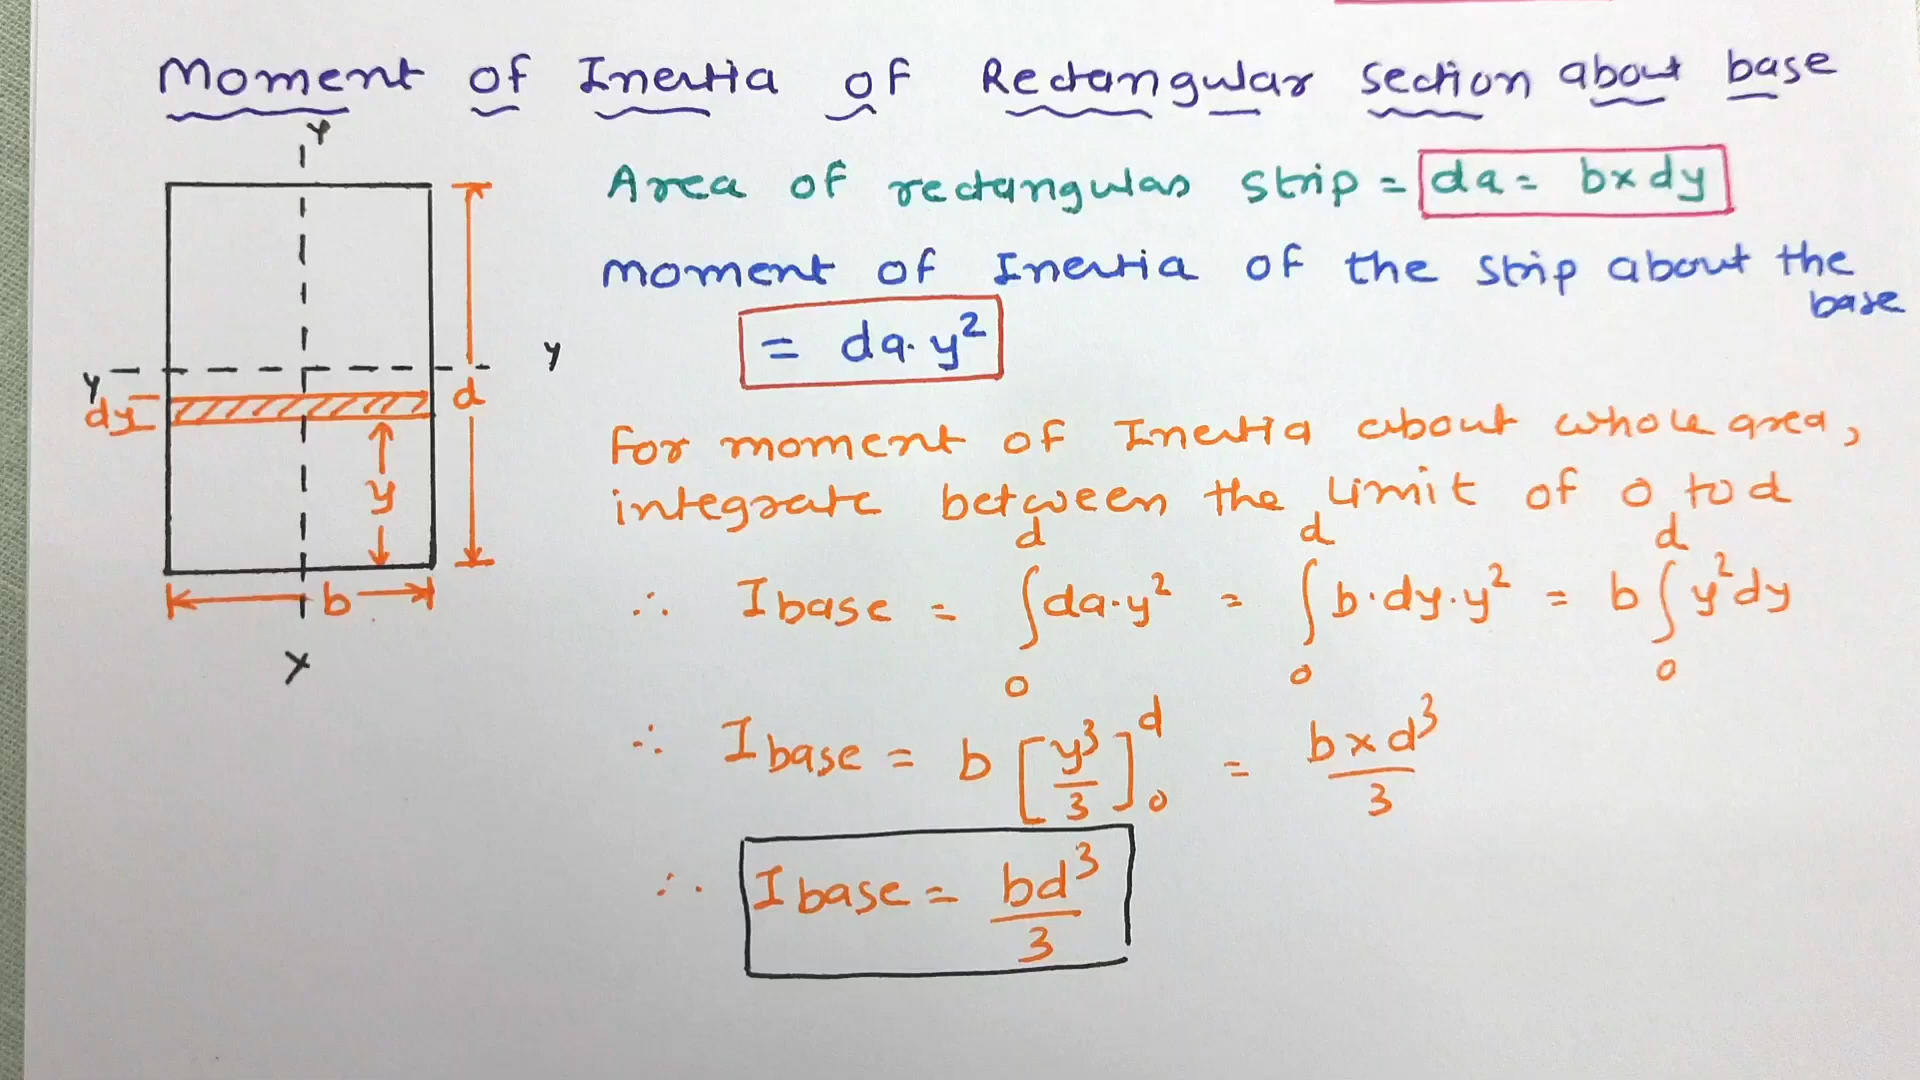 Moment of Inertia of Rectangular section about base
Y
Area of rectangular strip = da = b×dy
Moment of Inertia of the strip about the
base
= da·y²
y y
dy d
For moment of Inertia about whole area,
y
integrate between the limit of 0 to d
∴ Ibase = ∫₀ᵈ da·y² = ∫₀ᵈ b·dy·y² = b ∫₀ᵈ y² dy
b
X
∴ Ibase = b [y³/3]₀ᵈ = b×d³/3
∴ Ibase = bd³/3